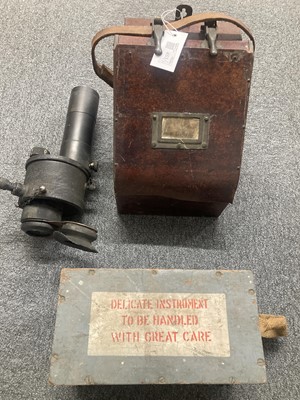 DELICATE INSTRUMENT
TO BE HANDLED
WITH GREAT CARE